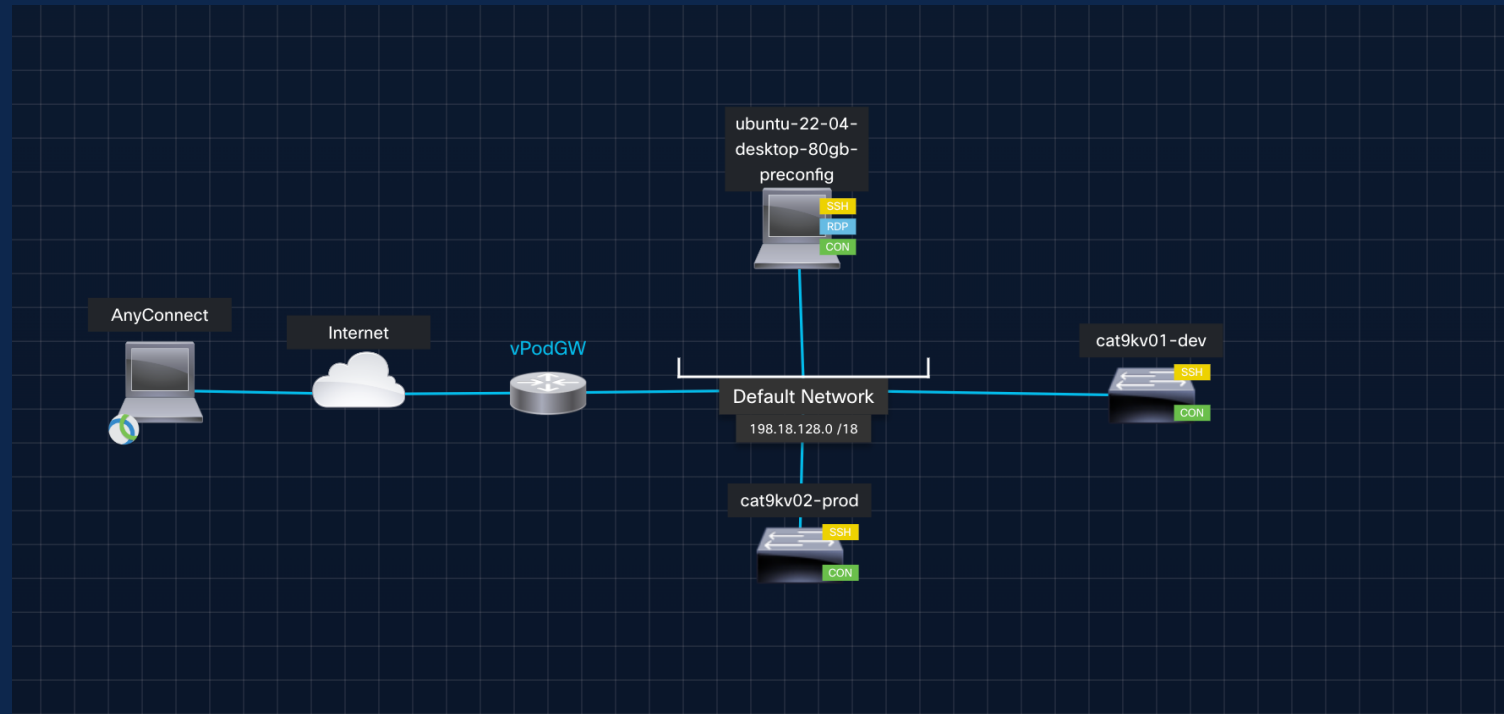 ubuntu-22-04-
desktop-80gb-
preconfig
SSH
RDP
CON
AnyConnect
Internet
vPodGW
Default Network
198.18.128.0 /18
cat9kv01-dev
SSH
CON
cat9kv02-prod
SSH
CON